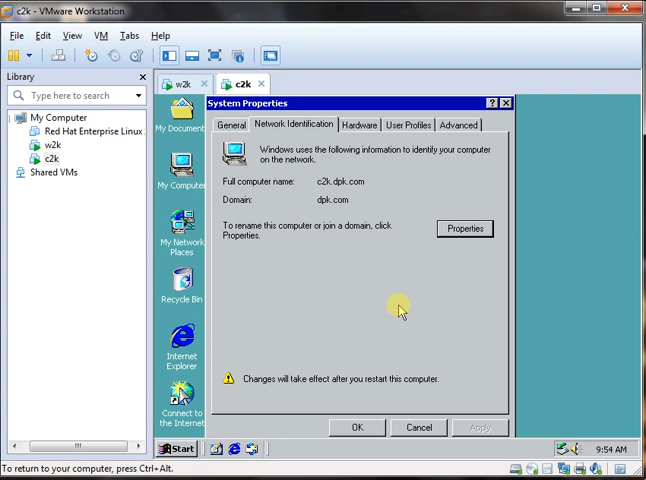 c2k - VMware Workstation
File Edit View VM Tabs Help
Library
Type here to search
My Computer
Red Hat Enterprise Linux
w2k
c2k
Shared VMs
w2k
c2k
My Document
My Compute
My Network
Places
Recycle Bin
Internet
Explorer
Connect to
the Internet
System Properties
General Network Identification Hardware User Profiles Advanced
Windows uses the following information to identify your computer
on the network.
Full computer name: c2k.dpk.com
Domain: dpk.com
To rename this computer or join a domain, click
Properties.
Properties
Changes will take effect after you restart this computer.
OK Cancel Apply
Start
9:54 AM
To return to your computer, press Ctrl+Alt.